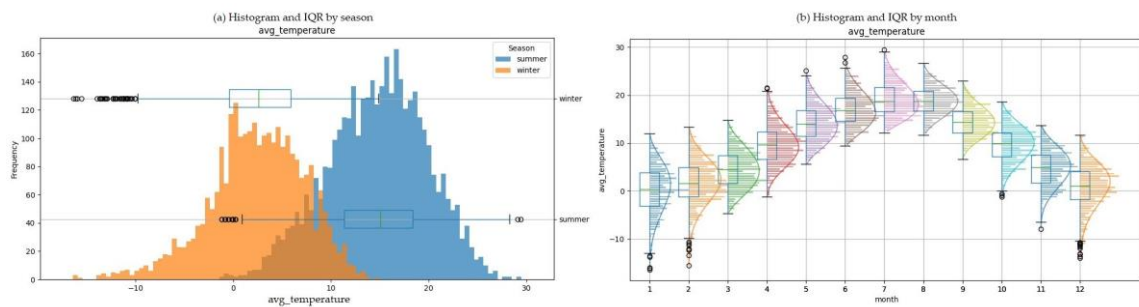 (a) Histogram and IQR by season
avg_temperature
160
140
120
100
80
60
40
20
0
Frequency
Season
summer
winter
winter
summer
−10
0
10
20
30
avg_temperature
(b) Histogram and IQR by month
avg_temperature
30
20
10
0
−10
avg_temperature
1 2 3 4 5 6 7 8 9 10 11 12
month